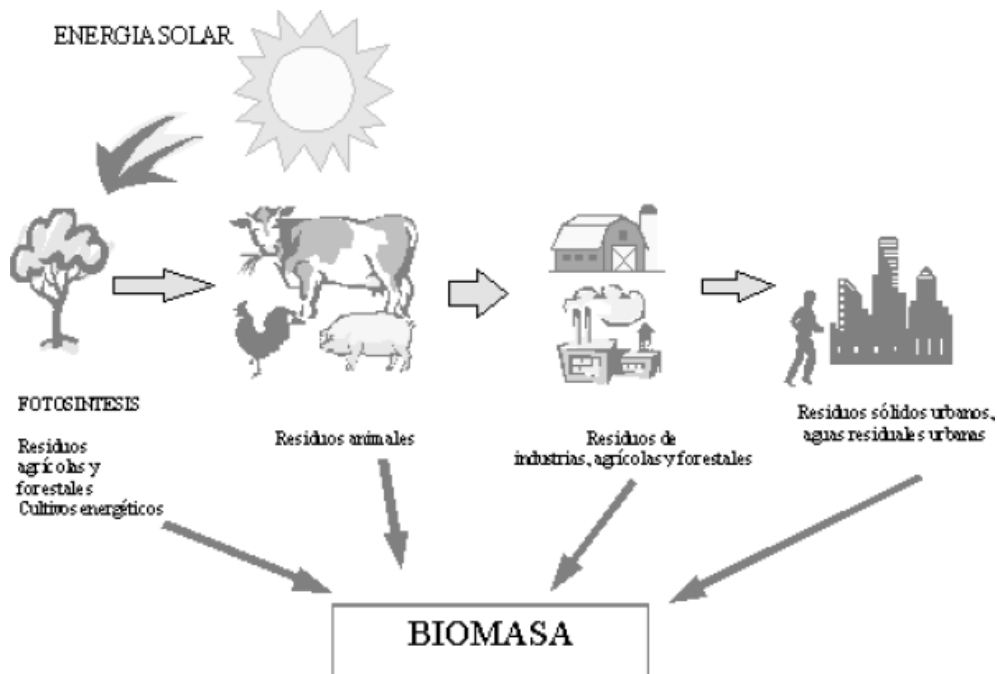 ENERGIA SOLAR
FOTOSINTESIS
Residuos
agrícolas y
forestales
Cultivos energéticos
Residuos animales
Residuos de
industrias, agrícolas y forestales
Residuos sólidos urbanos,
aguas residuales urbanas
BIOMASA